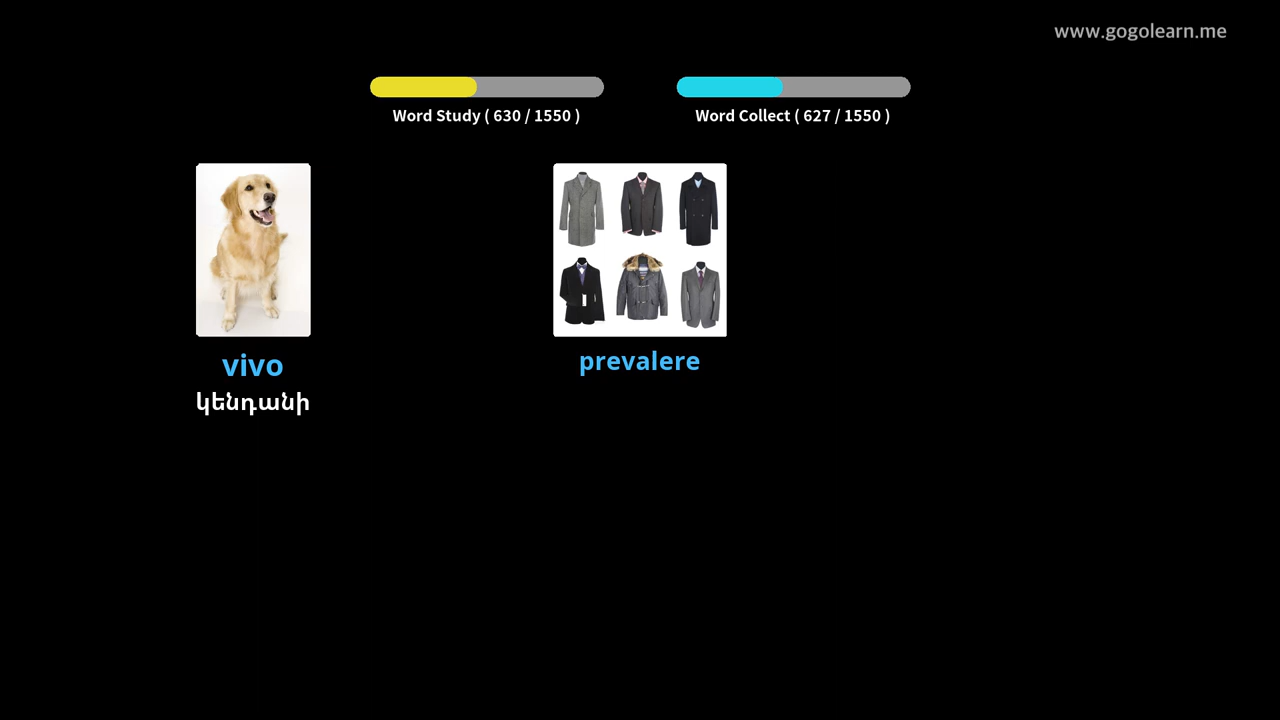 www.gogolearn.me
Word Study ( 630 / 1550 )
Word Collect ( 627 / 1550 )
vivo
կենդանի
prevalere